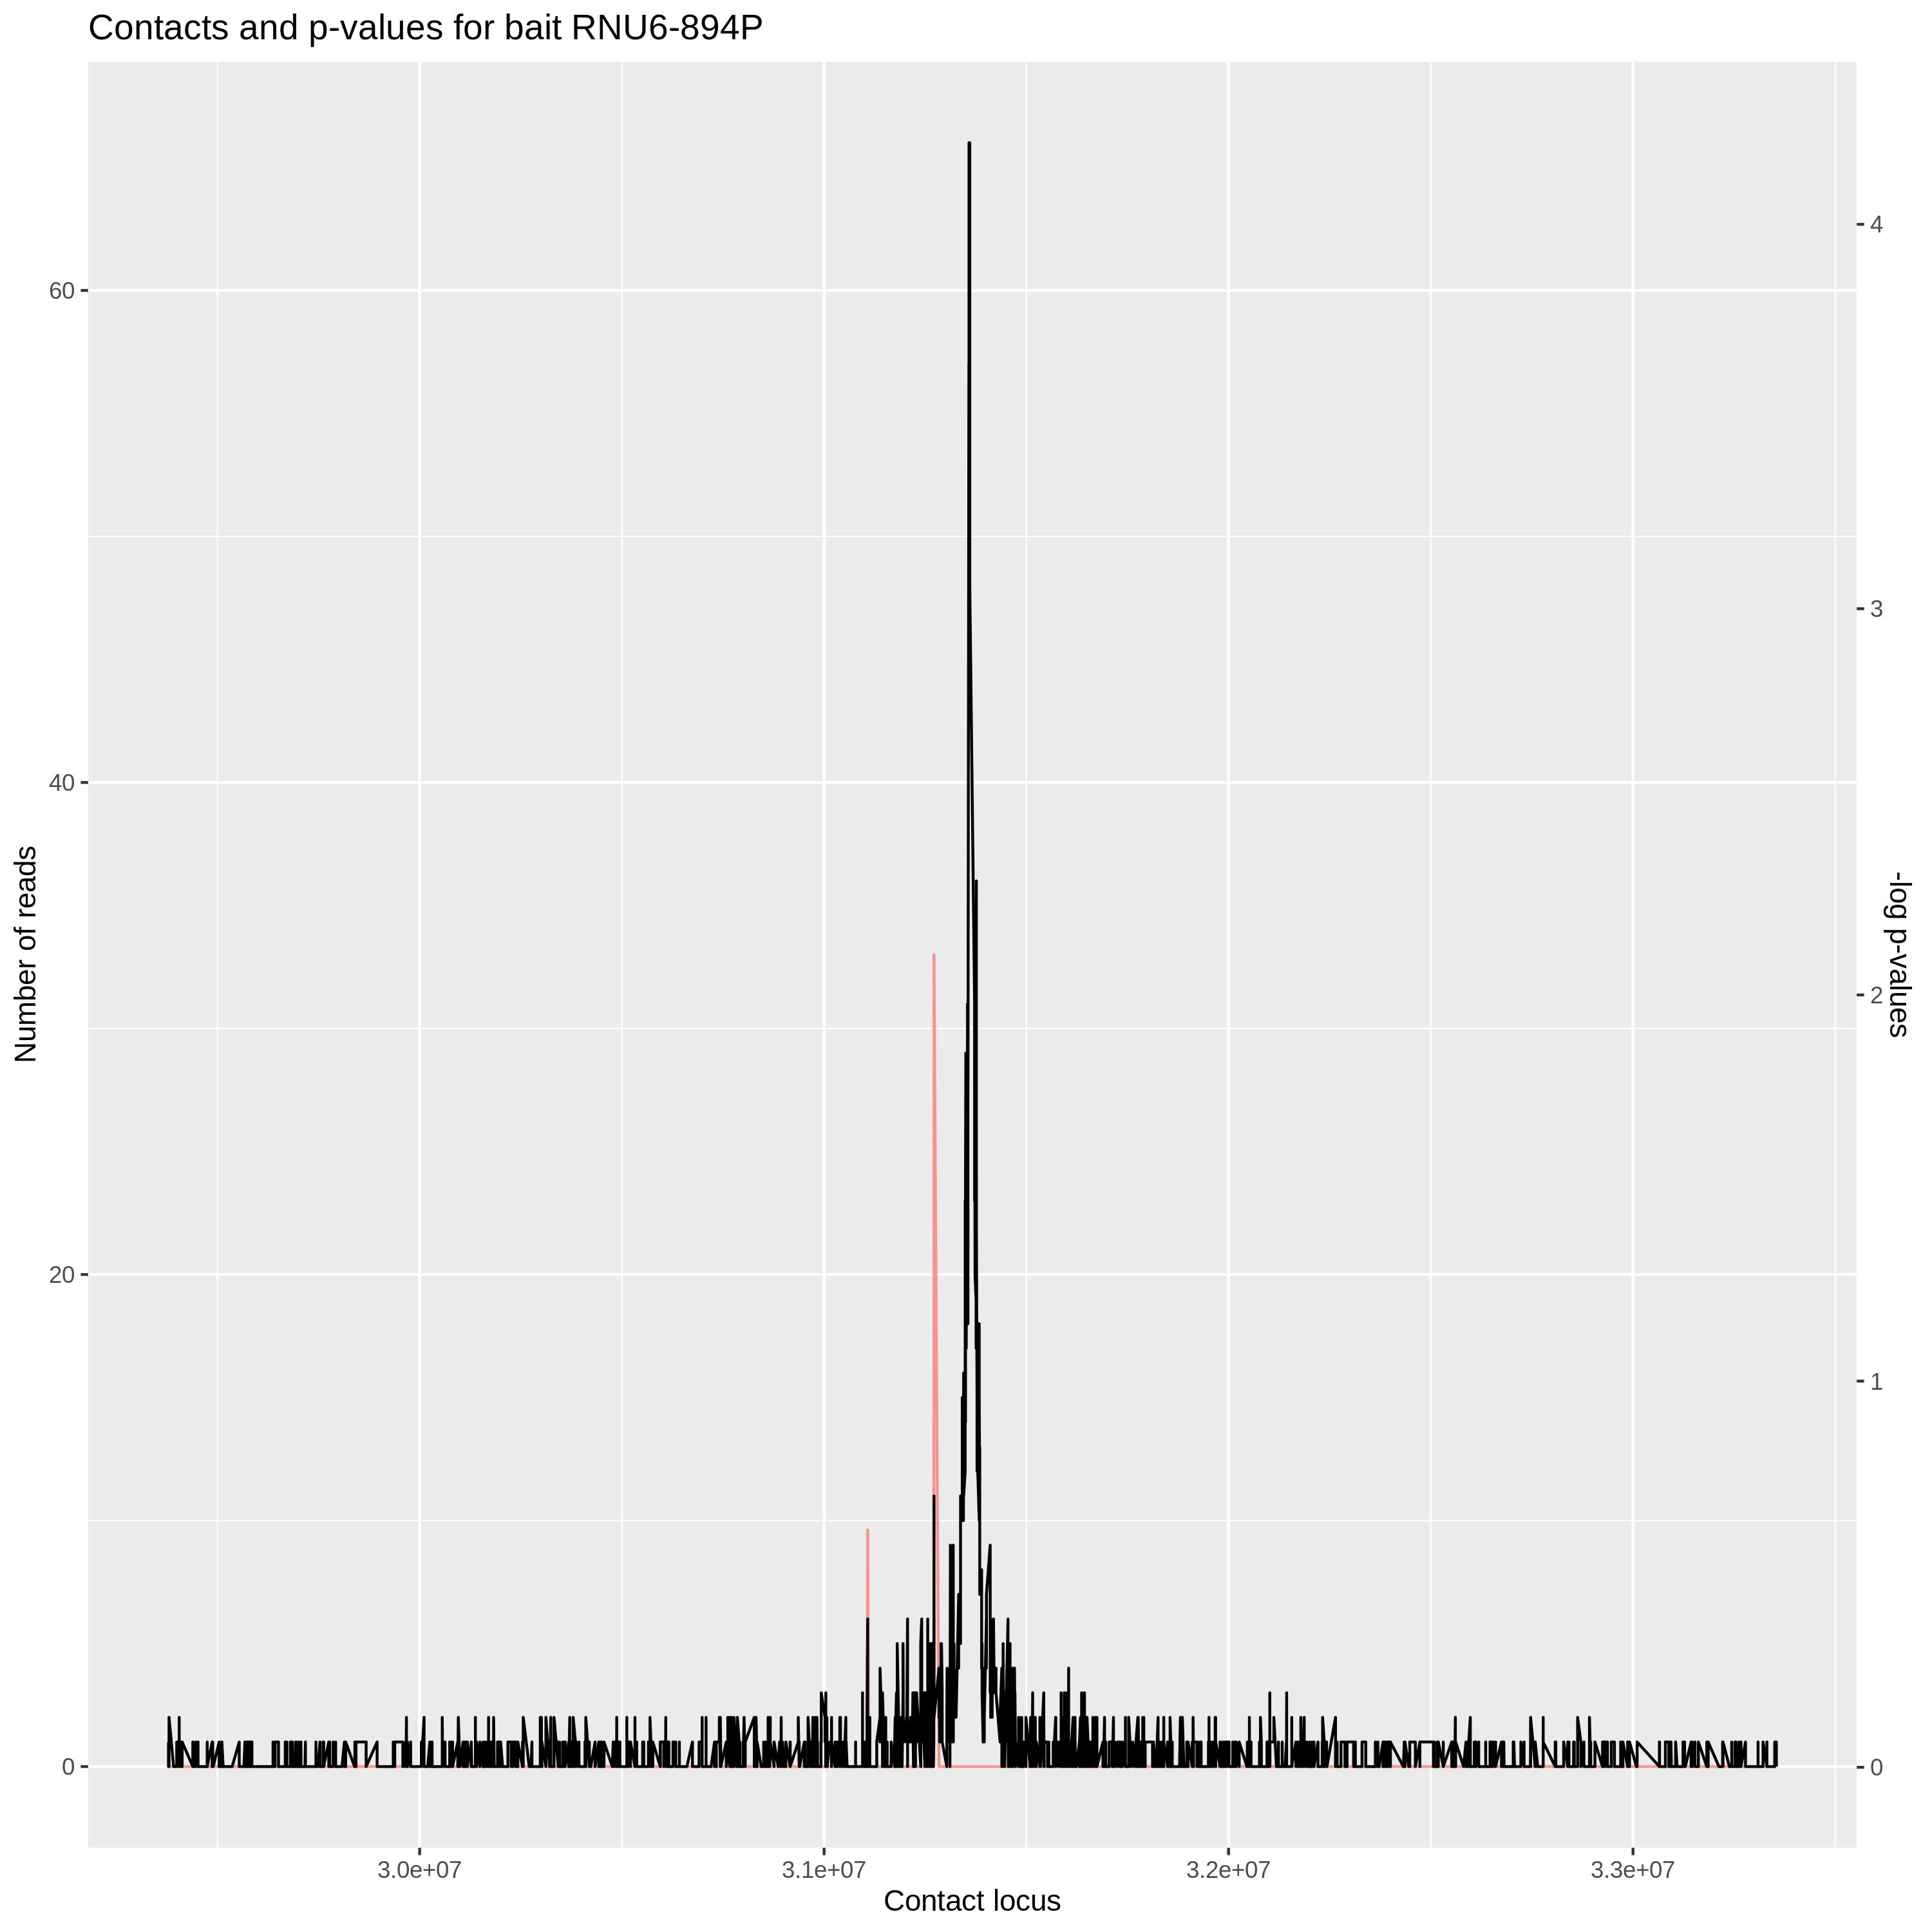 Contacts and p-values for bait RNU6-894P
60
40
20
0
Number of reads
4
3
2
1
0
-log p-values
3.0e+07
3.1e+07
3.2e+07
3.3e+07
Contact locus